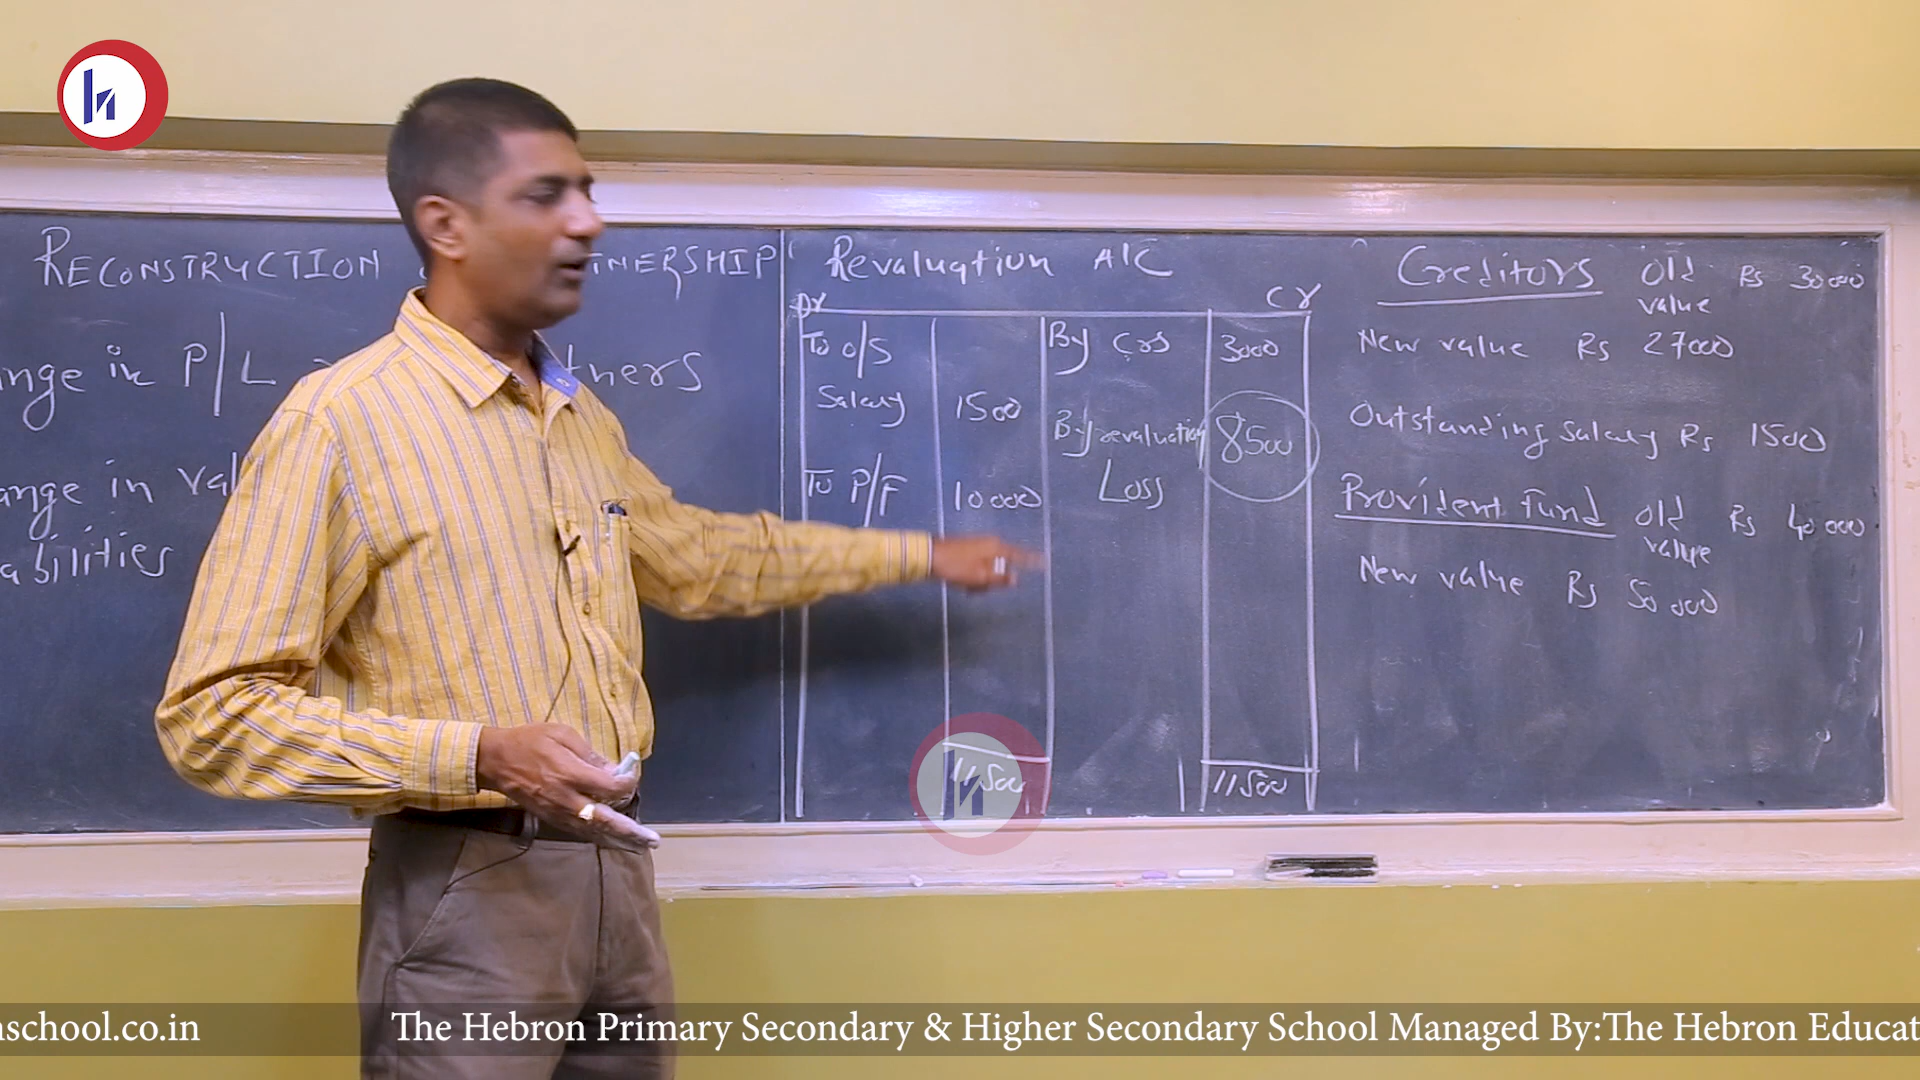 RECONSTRUCTION
TNERSHIP
nge in P/L
tners
ange in val
abilities
Revaluation A/C
Dr
Cr
To O/S
Salary 1500
To P/F 10000
11500
By Crs 3000
By revaluation 8500
Loss
11500
Creditors Old Rs 30000
value
New value Rs 27000
Outstanding Salary Rs 1500
Provident Fund Old Rs 40000
value
New value Rs 50000
school.co.in
The Hebron Primary Secondary & Higher Secondary School Managed By:The Hebron Educat